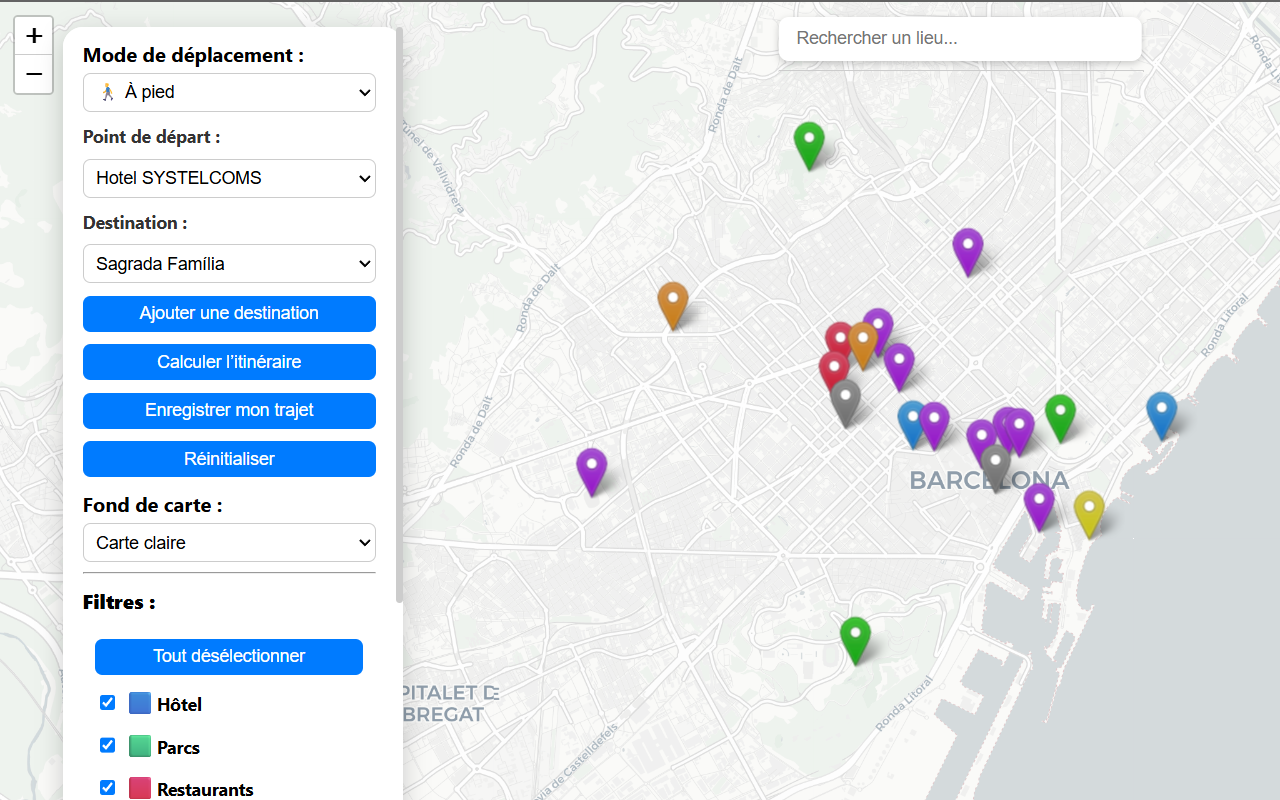 +
−
Mode de déplacement :
🚶 À pied
Point de départ :
Hotel SYSTELCOMS
Destination :
Sagrada Família
Ajouter une destination
Calculer l'itinéraire
Enregistrer mon trajet
Réinitialiser
Fond de carte :
Carte claire
Filtres :
Tout désélectionner
Hôtel
Parcs
Restaurants
Rechercher un lieu...
Ronda de Dalt
Túnel de Vallvidrera
Ronda de Dalt
Ronda de Dalt
Ronda Litoral
BARCELONA
PITALET DE
BREGAT
Ronda Litoral
via de Castelldefels